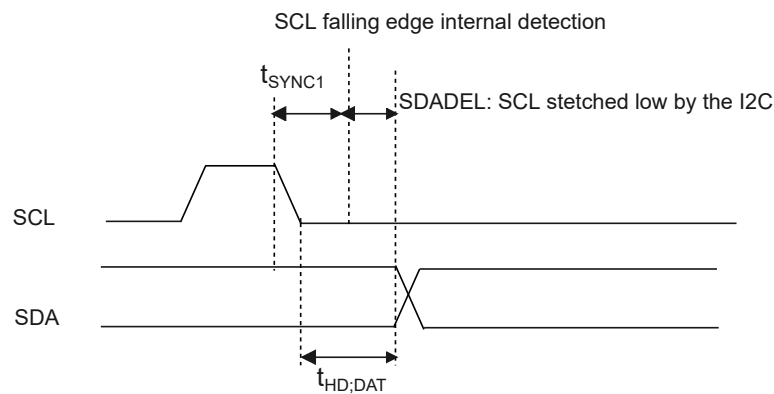 SCL falling edge internal detection
tSYNC1
SDADEL: SCL stetched low by the I2C
SCL
SDA
tHD;DAT